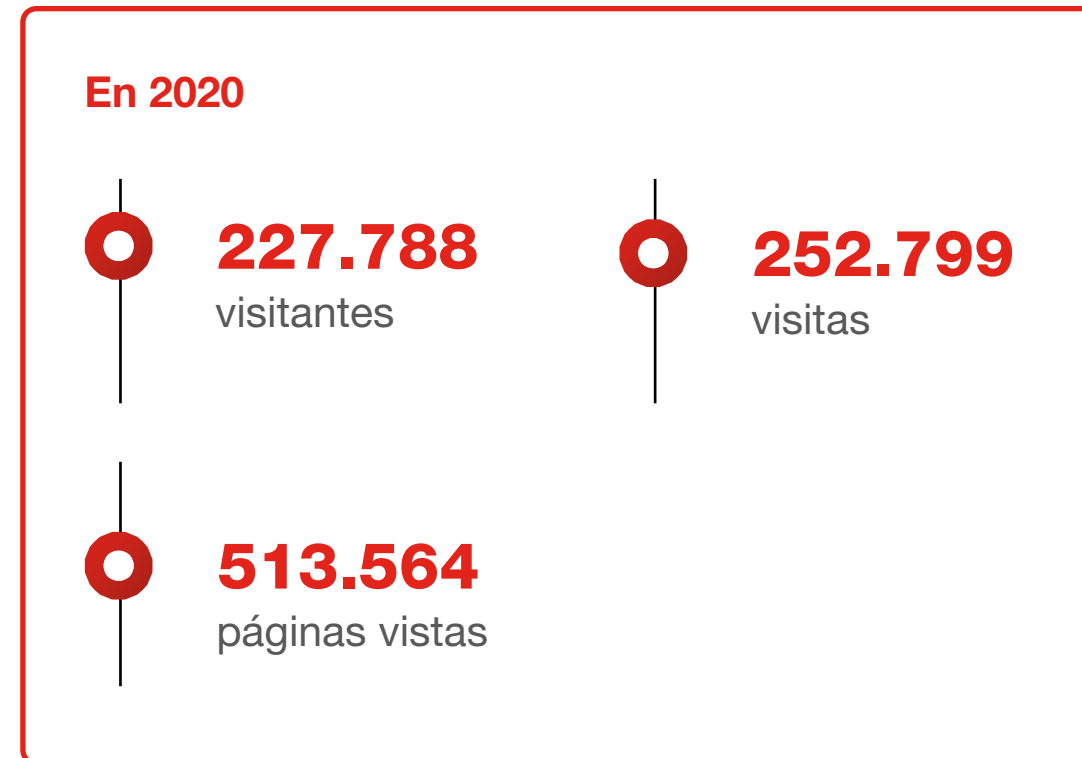 En 2020
227.788
visitantes
252.799
visitas
513.564
páginas vistas